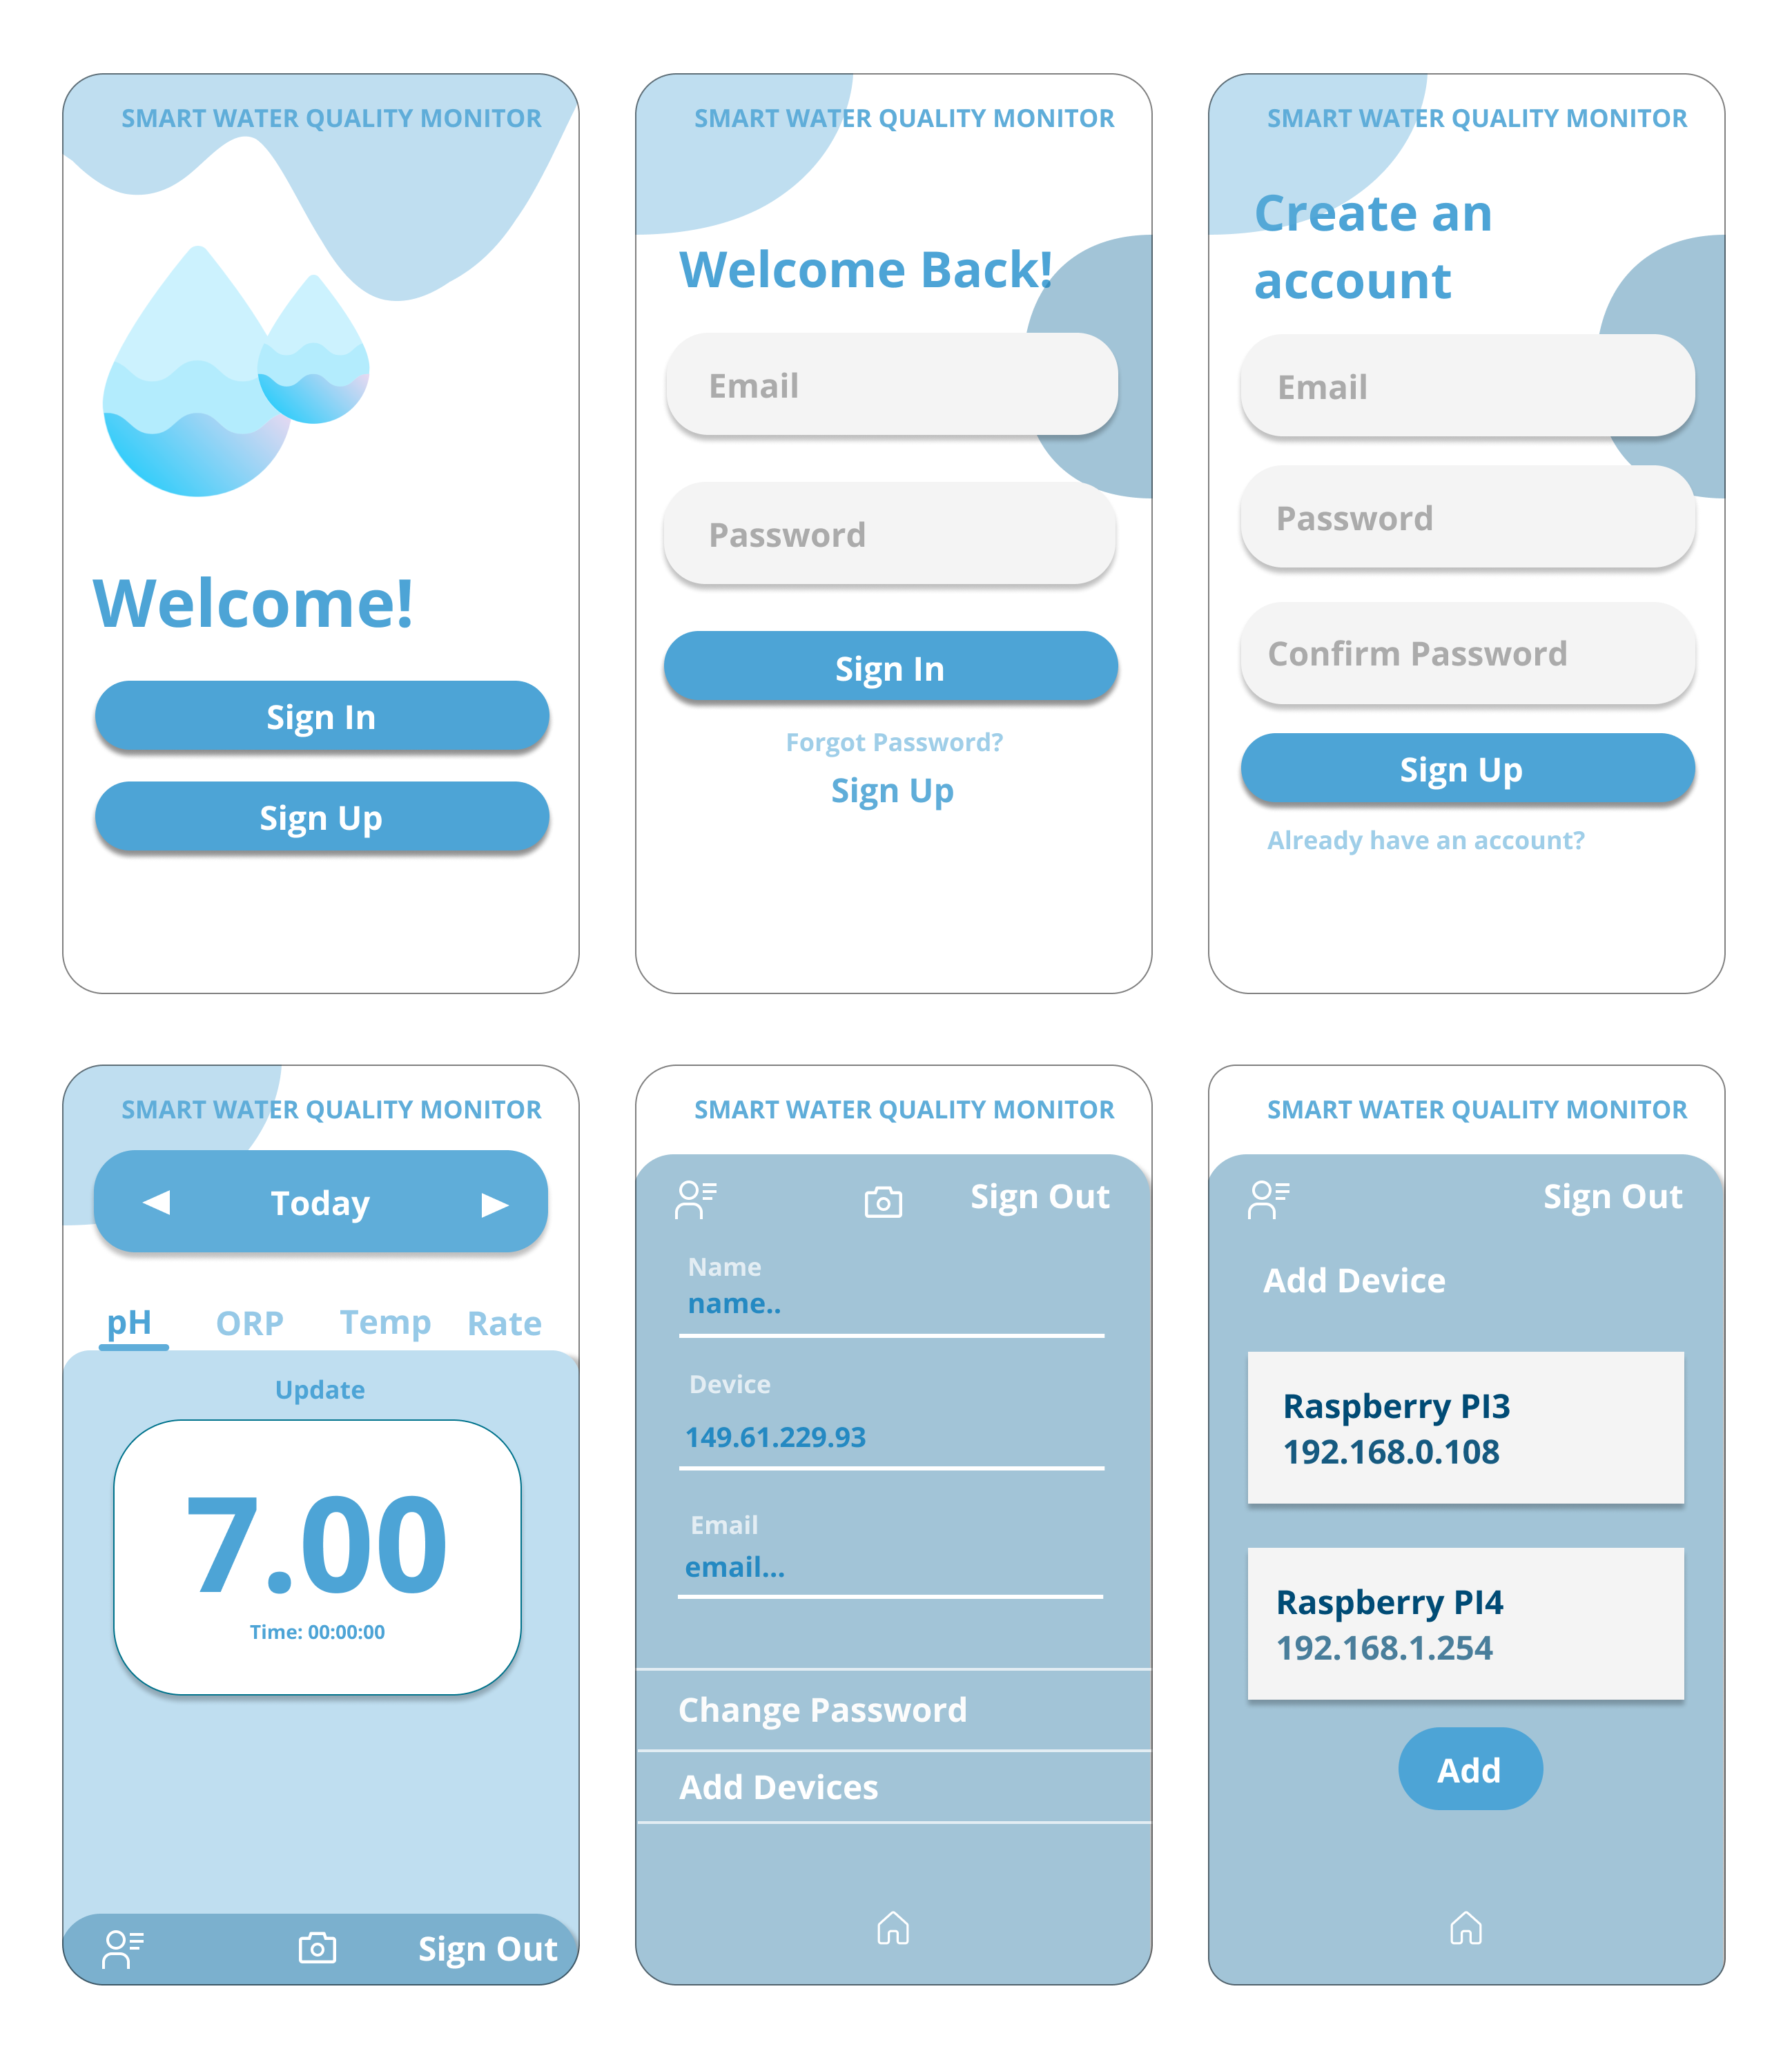 SMART WATER QUALITY MONITOR
Welcome!
Sign In
Sign Up
SMART WATER QUALITY MONITOR
Welcome Back!
Email
Password
Sign In
Forgot Password?
Sign Up
SMART WATER QUALITY MONITOR
Create an
account
Email
Password
Confirm Password
Sign Up
Already have an account?
SMART WATER QUALITY MONITOR
Today
pH ORP Temp Rate
Update
7.00
Time: 00:00:00
Sign Out
SMART WATER QUALITY MONITOR
Sign Out
Name
name..
Device
149.61.229.93
Email
email...
Change Password
Add Devices
SMART WATER QUALITY MONITOR
Sign Out
Add Device
Raspberry PI3
192.168.0.108
Raspberry PI4
192.168.1.254
Add